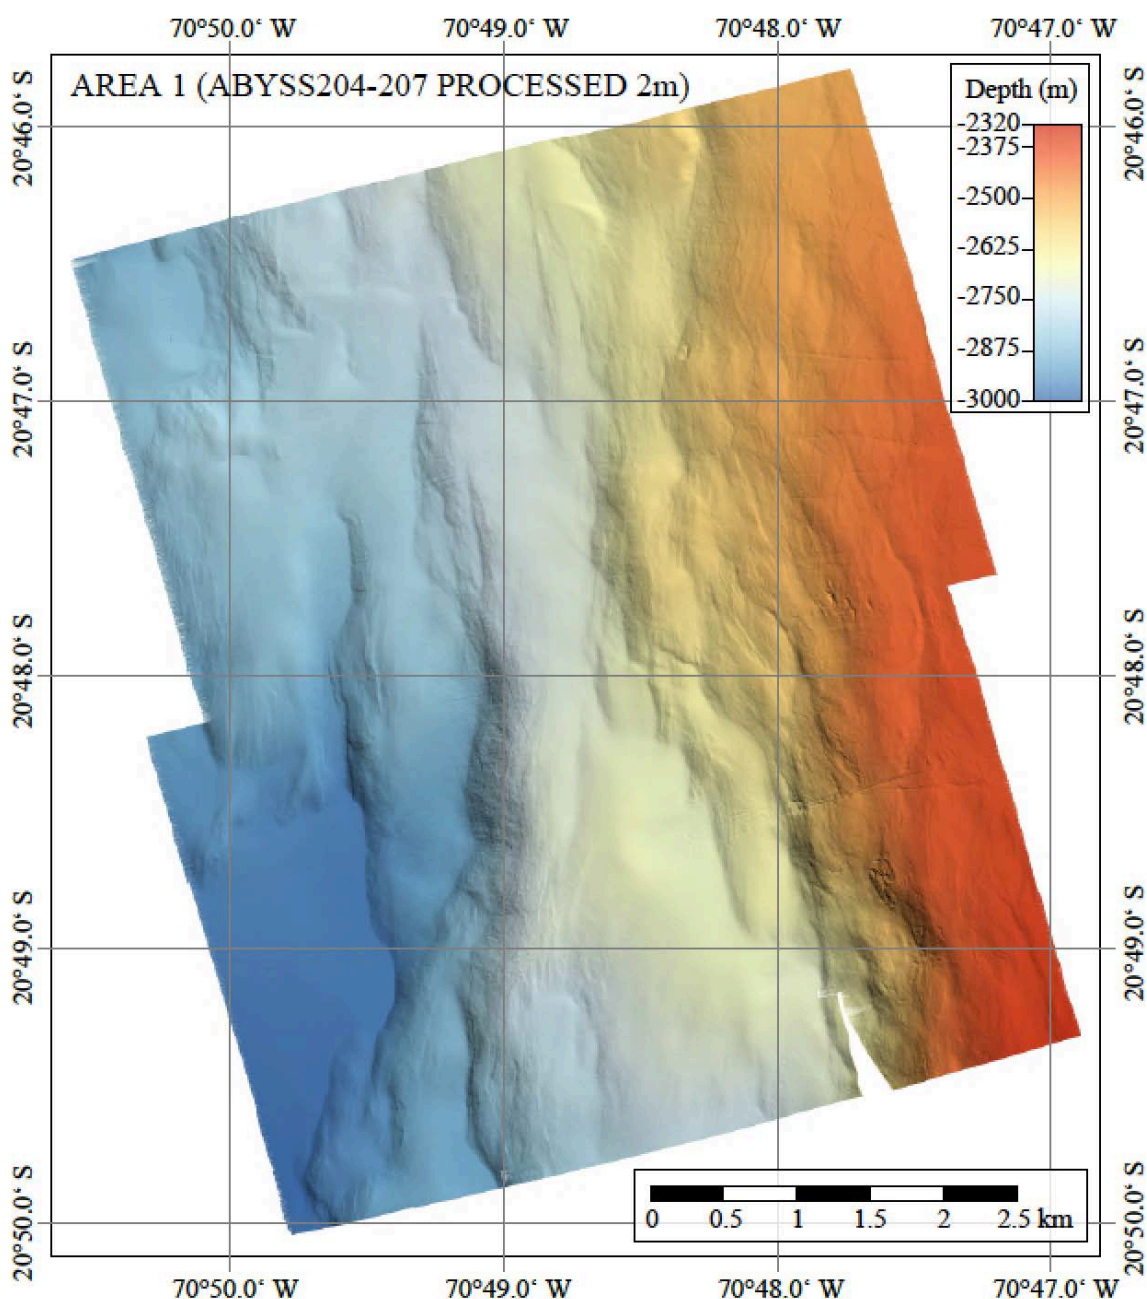 70°50.0‘ W 70°49.0‘ W 70°48.0‘ W 70°47.0‘ W
AREA 1 (ABYSS204-207 PROCESSED 2m)
Depth (m)
-2320
-2375
-2500
-2625
-2750
-2875
-3000
20°46.0‘ S
20°47.0‘ S
20°48.0‘ S
20°49.0‘ S
20°50.0‘ S
20°46.0‘ S
20°47.0‘ S
20°48.0‘ S
20°49.0‘ S
20°50.0‘ S
0 0.5 1 1.5 2 2.5 km
70°50.0‘ W 70°49.0‘ W 70°48.0‘ W 70°47.0‘ W